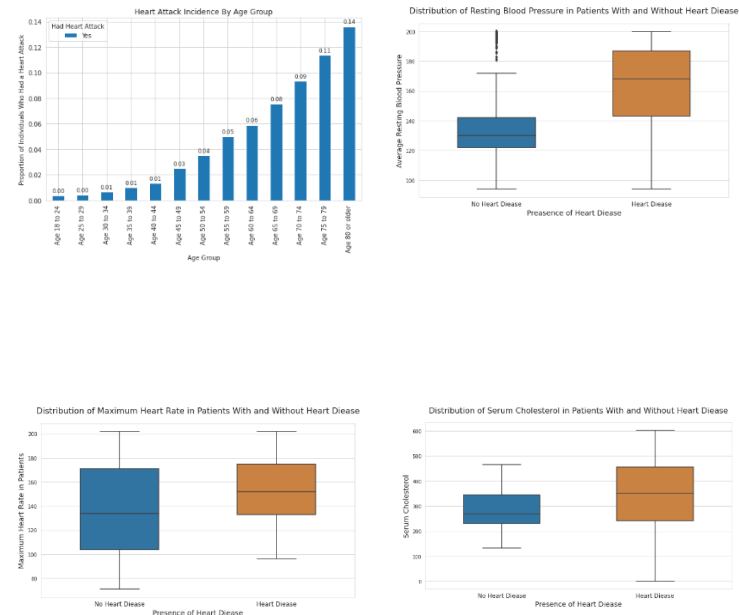 Heart Attack Incidence By Age Group
Had Heart Attack
Yes
Proportion of Individuals Who Had a Heart Attack
0.14
0.12
0.10
0.08
0.06
0.04
0.02
0.00
0.00
0.00
0.01
0.01
0.01
0.03
0.04
0.05
0.06
0.08
0.09
0.11
0.14
Age 18 to 24
Age 25 to 29
Age 30 to 34
Age 35 to 39
Age 40 to 44
Age 45 to 49
Age 50 to 54
Age 55 to 59
Age 60 to 64
Age 65 to 69
Age 70 to 74
Age 75 to 79
Age 80 or older
Age Group
Distribution of Resting Blood Pressure in Patients With and Without Heart Diease
Average Resting Blood Pressure
200
180
160
140
120
100
No Heart Diease
Heart Diease
Preasence of Heart Diease
Distribution of Maximum Heart Rate in Patients With and Without Heart Diease
Maximum Heart Rate in Patients
200
180
160
140
120
100
80
No Heart Diease
Heart Diease
Presence of Heart Diease
Distribution of Serum Cholesterol in Patients With and Without Heart Diease
Serum Cholesterol
600
500
400
300
200
100
0
No Heart Diease
Heart Diease
Presence of Heart Diease